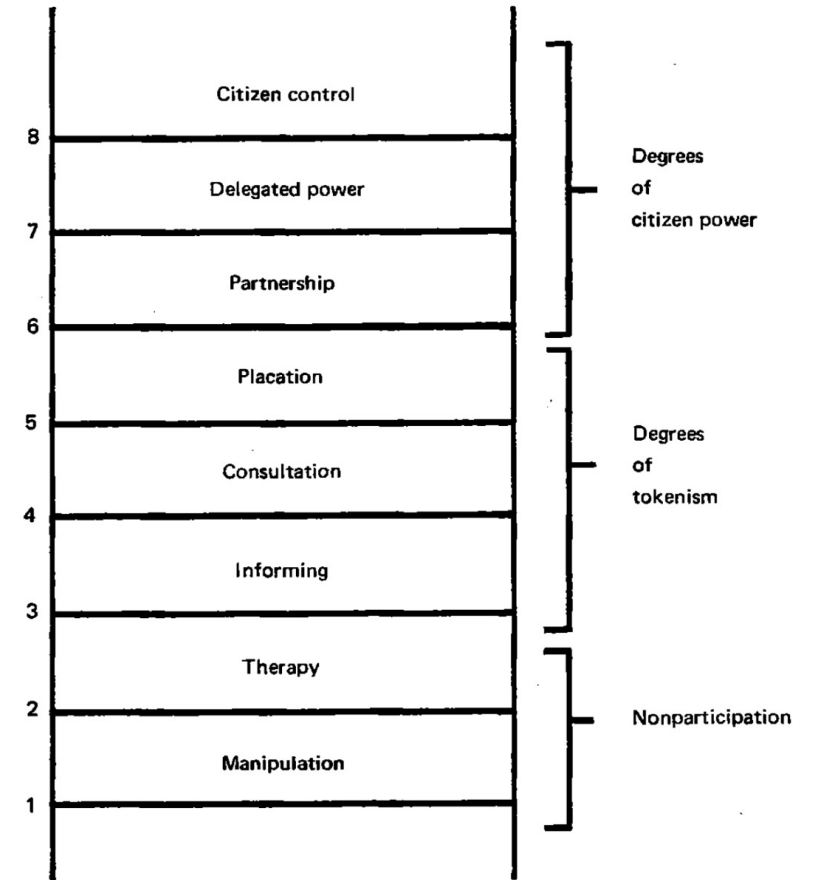 Citizen control
8
Delegated power
7
Partnership
6
Placation
5
Consultation
4
Informing
3
Therapy
2
Manipulation
1
Degrees
of
citizen power
Degrees
of
tokenism
Nonparticipation